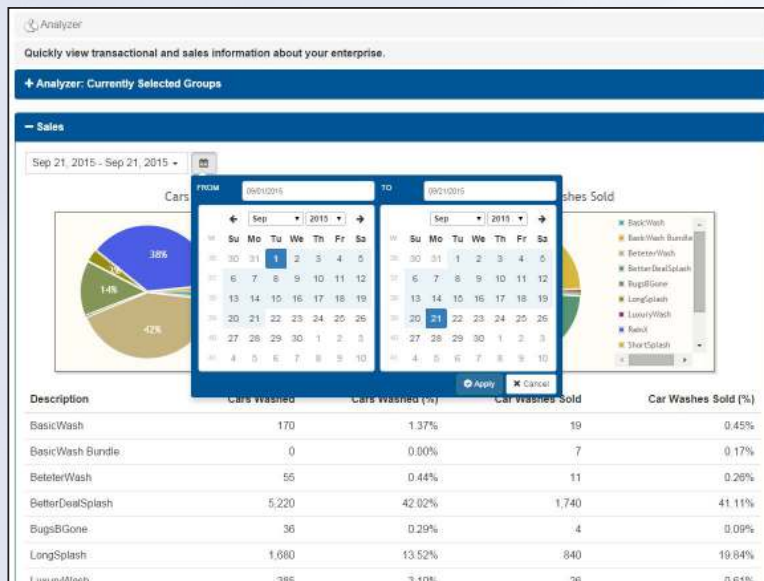 Analyzer
Quickly view transactional and sales information about your enterprise.
+ Analyzer: Currently Selected Groups
− Sales
Sep 21, 2015 - Sep 21, 2015
Cars
shes Sold
FROM 09/01/2015 TO 09/21/2015
Sep 2015 Sep 2015
W Su Mo Tu We Th Fr Sa W Su Mo Tu We Th Fr Sa
30 31 1 2 3 4 5 30 31 1 2 3 4 5
6 7 8 9 10 11 12 6 7 8 9 10 11 12
13 14 15 16 17 18 19 13 14 15 16 17 18 19
20 21 22 23 24 25 26 20 21 22 23 24 25 26
27 28 29 30 1 2 3 27 28 29 30 1 2 3
4 5 6 7 8 9 10 4 5 6 7 8 9 10
Apply Cancel
38%
14%
42%
BasicWash
BasicWash Bundle
BeteterWash
BetterDealSplash
BugsBGone
LongSplash
LuxuryWash
RainX
ShortSplash
Description Cars Washed Cars Washed (%) Car Washes Sold Car Washes Sold (%)
BasicWash 170 1.37% 19 0.45%
BasicWash Bundle 0 0.00% 7 0.17%
BeteterWash 55 0.44% 11 0.26%
BetterDealSplash 5,220 42.02% 1,740 41.11%
BugsBGone 36 0.29% 4 0.09%
LongSplash 1,680 13.52% 840 19.84%
LuxuryWash 385 3.10% 26 0.61%